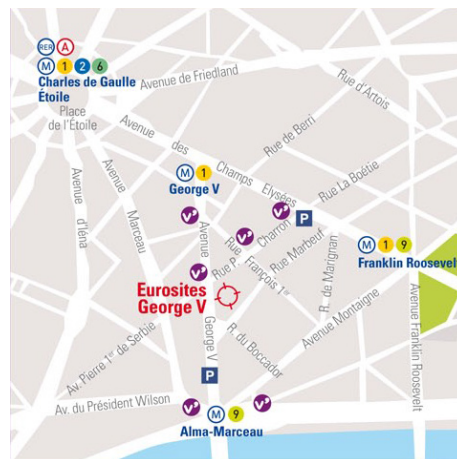 RER A
M 1 2 6
Charles de Gaulle
Étoile
Place
de l'Étoile
Avenue de Friedland
Rue d'Artois
Avenue des Champs Elysées
Rue de Berri
Rue La Boétie
M 1
George V
Avenue d'Iéna
Avenue Marceau
P
Rue P. Charron
Rue François 1er
Rue Marbeuf
R. de Marignan
M 1 9
Franklin Roosevelt
Eurosites
George V
Avenue George V
Av. Pierre 1er de Serbie
R. du Boccador
Avenue Montaigne
Avenue Franklin Roosevelt
P
Av. du Président Wilson
M 9
Alma-Marceau